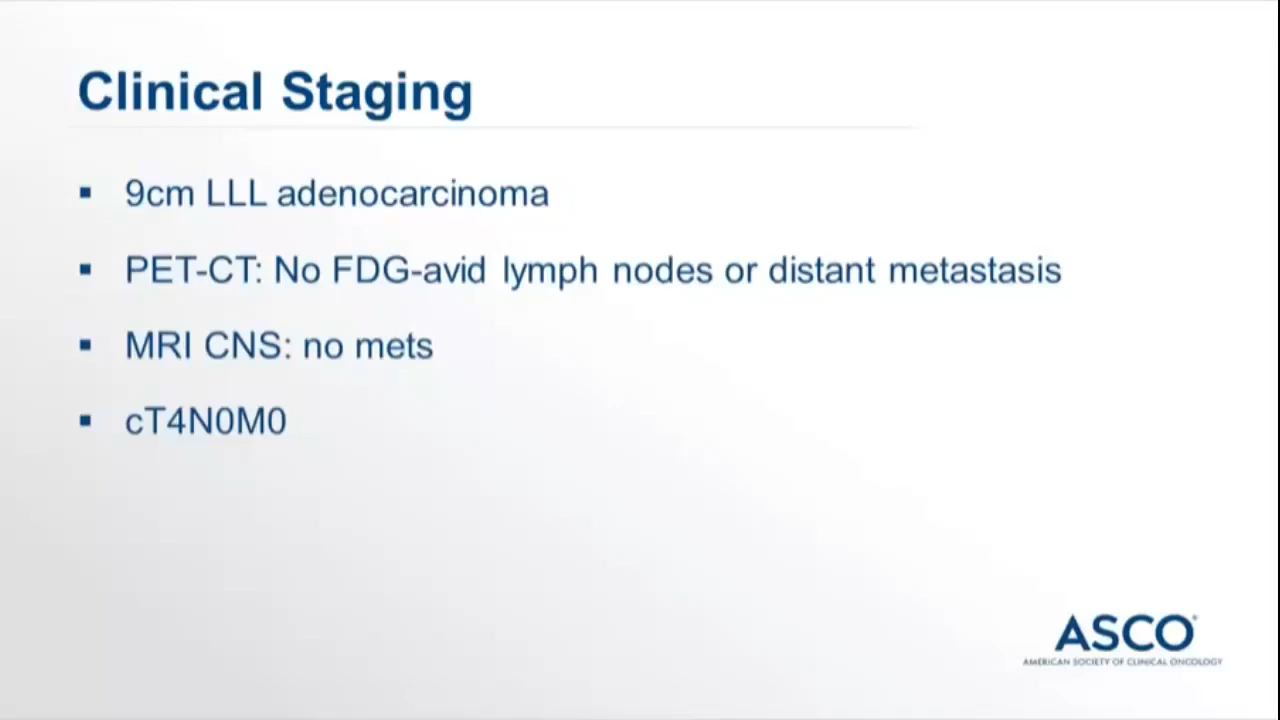 Clinical Staging
▪ 9cm LLL adenocarcinoma
▪ PET-CT: No FDG-avid lymph nodes or distant metastasis
▪ MRI CNS: no mets
▪ cT4N0M0
ASCO®
AMERICAN SOCIETY OF CLINICAL ONCOLOGY